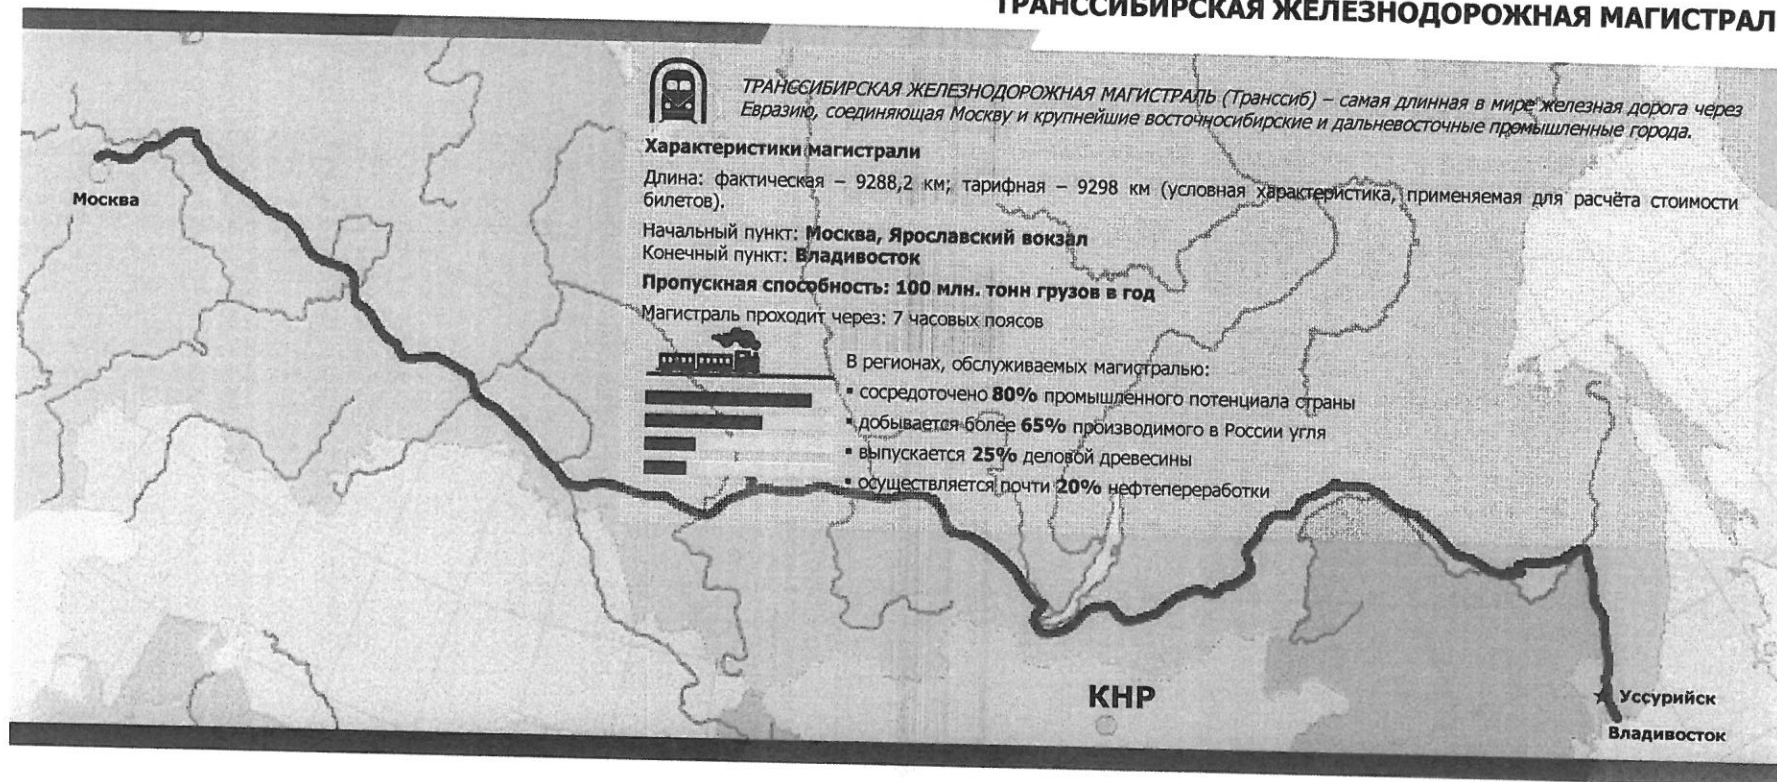 ТРАНССИБИРСКАЯ ЖЕЛЕЗНОДОРОЖНАЯ МАГИСТРАЛ
ТРАНССИБИРСКАЯ ЖЕЛЕЗНОДОРОЖНАЯ МАГИСТРАЛЬ (Транссиб) – самая длинная в мире железная дорога через
Евразию, соединяющая Москву и крупнейшие восточносибирские и дальневосточные промышленные города.
Характеристики магистрали
Длина: фактическая – 9288,2 км; тарифная – 9298 км (условная характеристика, применяемая для расчёта стоимости
билетов).
Начальный пункт: Москва, Ярославский вокзал
Конечный пункт: Владивосток
Пропускная способность: 100 млн. тонн грузов в год
Магистраль проходит через: 7 часовых поясов
В регионах, обслуживаемых магистралью:
▪ сосредоточено 80% промышленного потенциала страны
▪ добывается более 65% производимого в России угля
▪ выпускается 25% деловой древесины
▪ осуществляется почти 20% нефтепереработки
Москва
КНР
Уссурийск
Владивосток